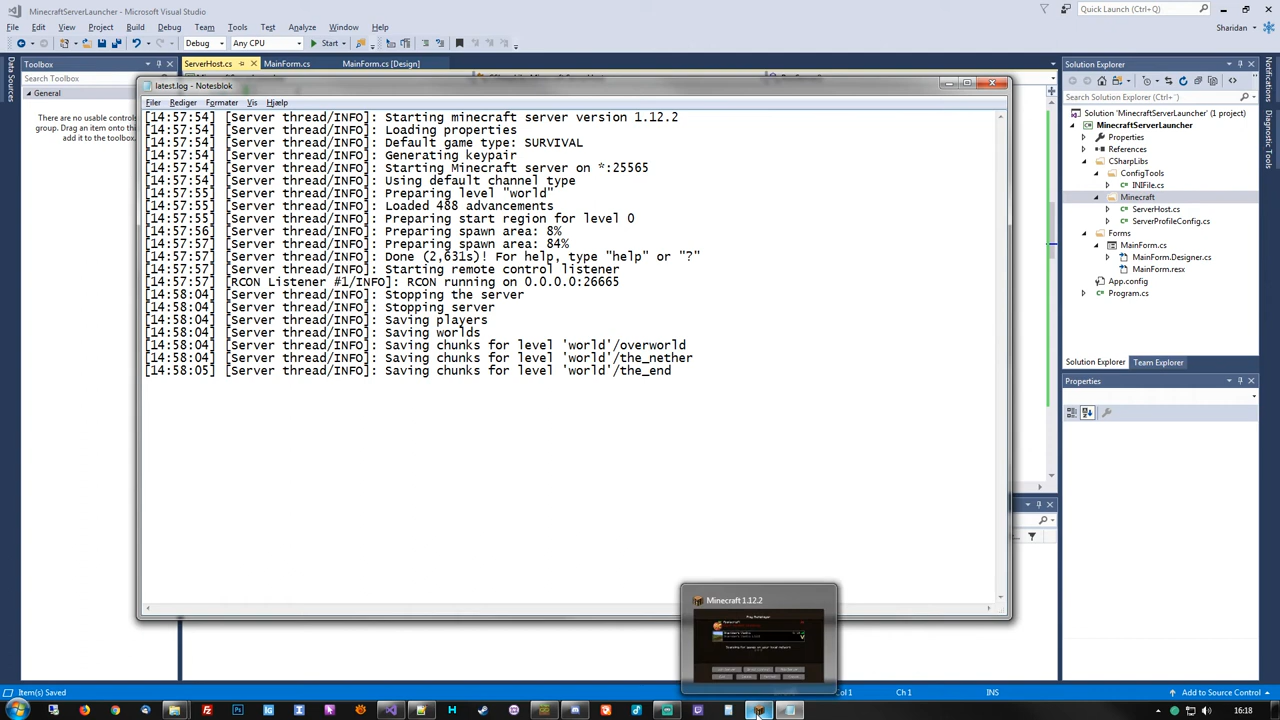 MinecraftServerLauncher - Microsoft Visual Studio
Quick Launch (Ctrl+Q)
File Edit View Project Build Debug Team Tools Test Analyze Window Help
Sharidan
Debug Any CPU Start
Data Sources
Toolbox
Search Toolbox
General
There are no usable controls
group. Drag an item onto th
add it to the toolbox.
ServerHost.cs MainForm.cs MainForm.cs [Design]
latest.log - Notesblok
Filer Rediger Formater Vis Hjælp
[14:57:54] [Server thread/INFO]: Starting minecraft server version 1.12.2
[14:57:54] [Server thread/INFO]: Loading properties
[14:57:54] [Server thread/INFO]: Default game type: SURVIVAL
[14:57:54] [Server thread/INFO]: Generating keypair
[14:57:54] [Server thread/INFO]: Starting Minecraft server on *:25565
[14:57:54] [Server thread/INFO]: Using default channel type
[14:57:55] [Server thread/INFO]: Preparing level "world"
[14:57:55] [Server thread/INFO]: Loaded 488 advancements
[14:57:55] [Server thread/INFO]: Preparing start region for level 0
[14:57:56] [Server thread/INFO]: Preparing spawn area: 8%
[14:57:57] [Server thread/INFO]: Preparing spawn area: 84%
[14:57:57] [Server thread/INFO]: Done (2,631s)! For help, type "help" or "?"
[14:57:57] [Server thread/INFO]: Starting remote control listener
[14:57:57] [RCON Listener #1/INFO]: RCON running on 0.0.0.0:26665
[14:58:04] [Server thread/INFO]: Stopping the server
[14:58:04] [Server thread/INFO]: Stopping server
[14:58:04] [Server thread/INFO]: Saving players
[14:58:04] [Server thread/INFO]: Saving worlds
[14:58:04] [Server thread/INFO]: Saving chunks for level 'world'/overworld
[14:58:04] [Server thread/INFO]: Saving chunks for level 'world'/the_nether
[14:58:05] [Server thread/INFO]: Saving chunks for level 'world'/the_end
Solution Explorer
Search Solution Explorer (Ctrl+¨)
Solution 'MinecraftServerLauncher' (1 project)
MinecraftServerLauncher
Properties
References
CSharpLibs
ConfigTools
INIFile.cs
Minecraft
ServerHost.cs
ServerProfileConfig.cs
Forms
MainForm.cs
MainForm.Designer.cs
MainForm.resx
App.config
Program.cs
Solution Explorer Team Explorer
Properties
Notifications
Diagnostic Tools
Minecraft 1.12.2
Item(s) Saved
Col 1 Ch 1 INS
Add to Source Control
16:18